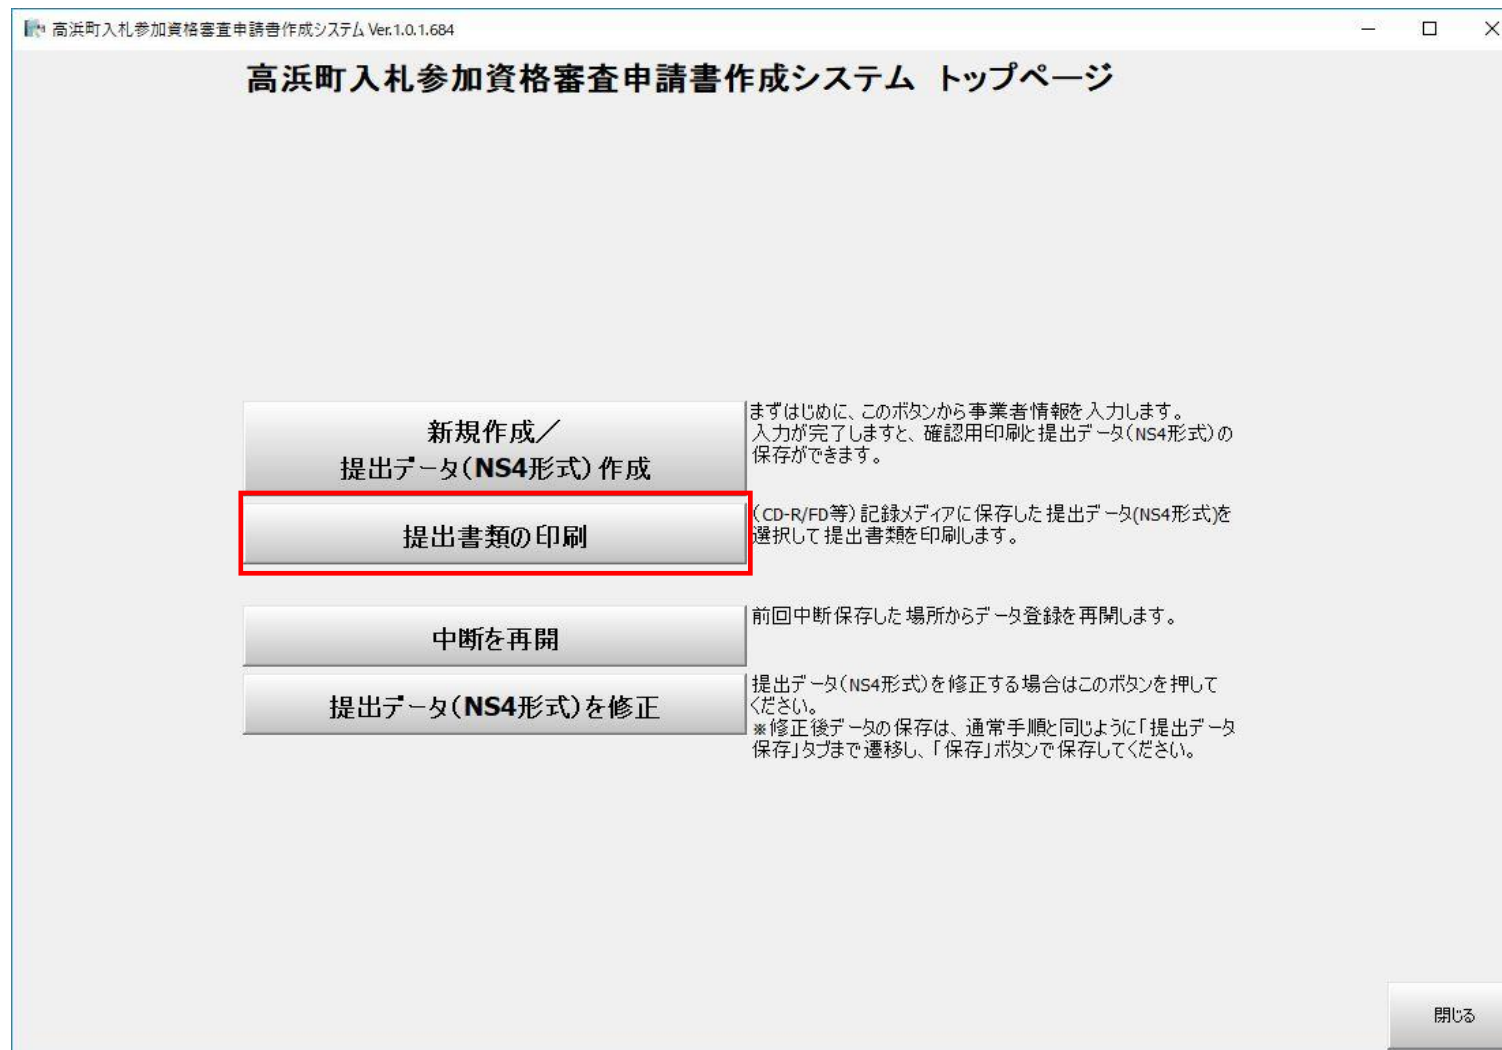 高浜町入札参加資格審査申請書作成システム Ver.1.0.1.684
高浜町入札参加資格審査申請書作成システム トップページ
新規作成／
提出データ(NS4形式)作成
まずはじめに、このボタンから事業者情報を入力します。
入力が完了しますと、確認用印刷と提出データ(NS4形式)の
保存ができます。
提出書類の印刷
(CD-R/FD等)記録メディアに保存した提出データ(NS4形式)を
選択して提出書類を印刷します。
中断を再開
前回中断保存した場所からデータ登録を再開します。
提出データ(NS4形式)を修正
提出データ(NS4形式)を修正する場合はこのボタンを押して
ください。
※修正後データの保存は、通常手順と同じように「提出データ
保存」タブまで遷移し、「保存」ボタンで保存してください。
閉じる